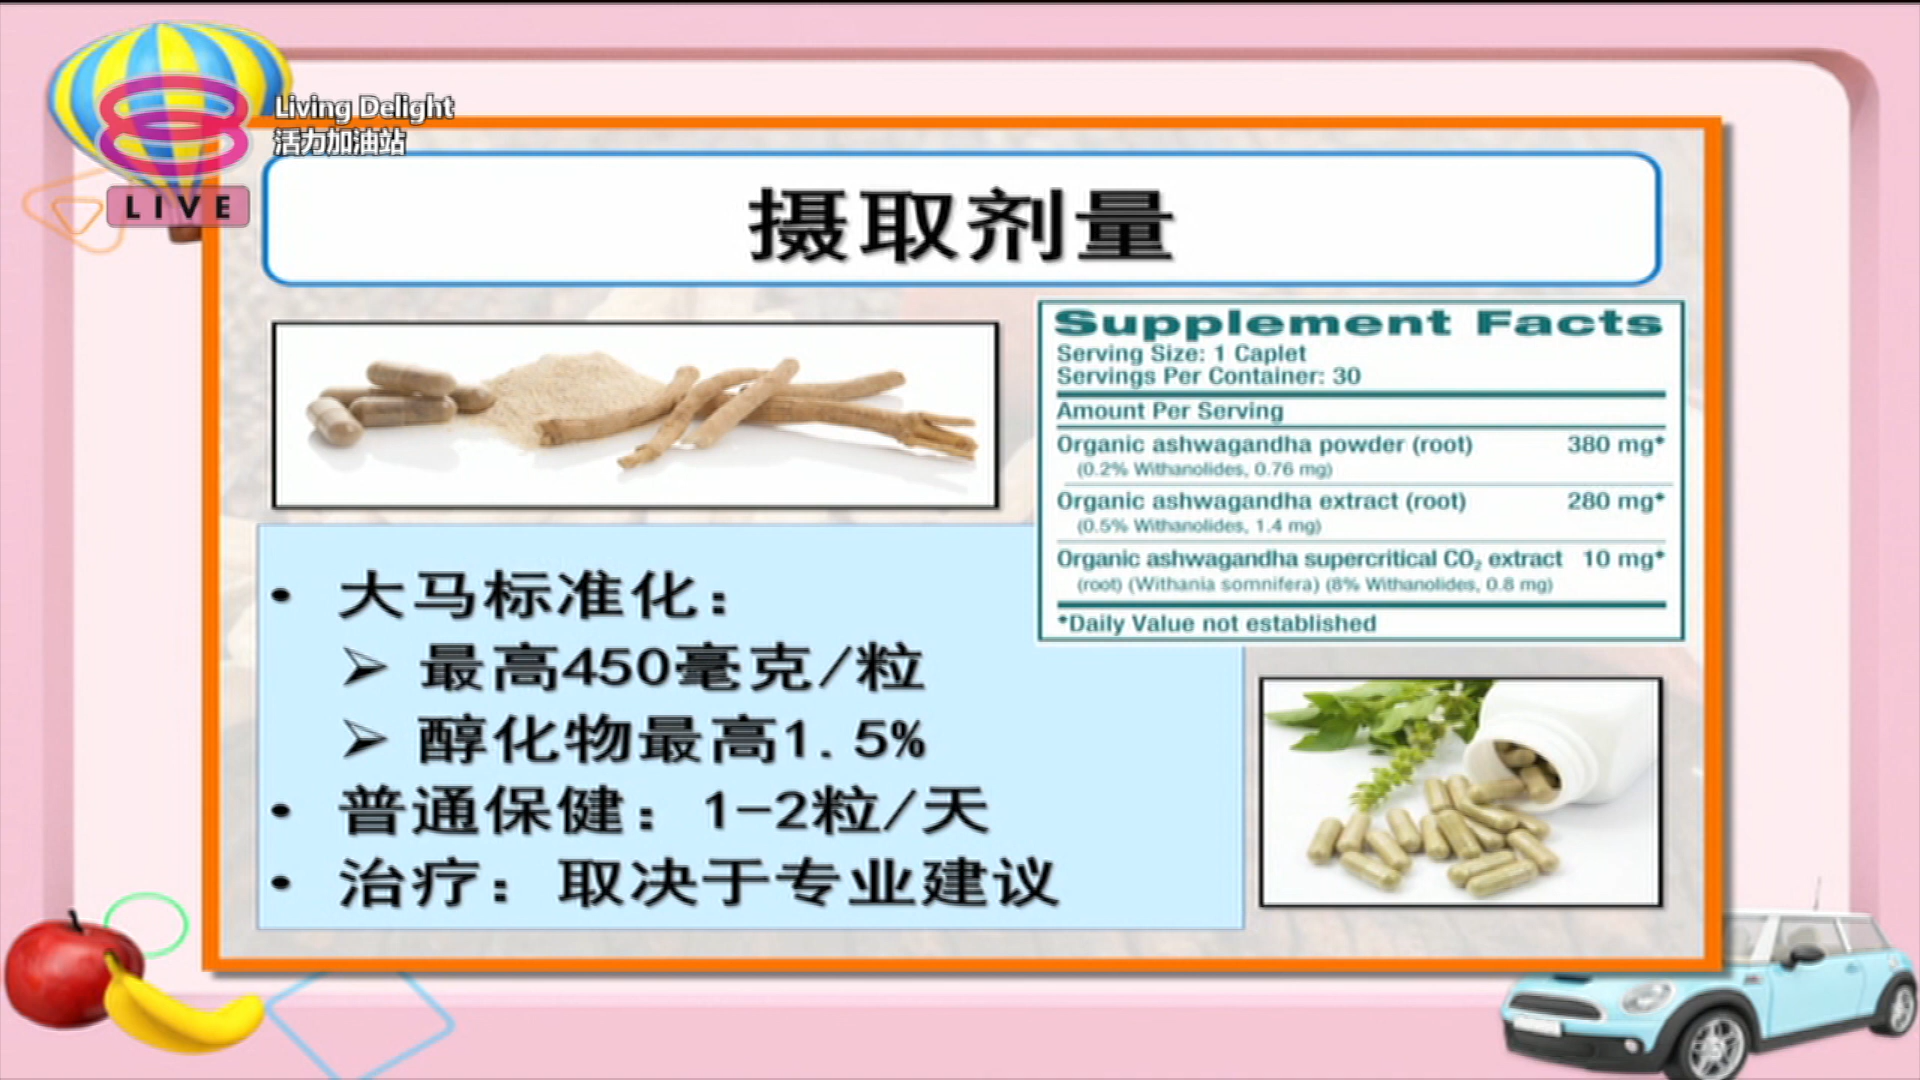 Living Delight
活力加油站
LIVE
摄取剂量
Supplement Facts
Serving Size: 1 Caplet
Servings Per Container: 30
Amount Per Serving
Organic ashwagandha powder (root) 380 mg*
(0.2% Withanolides, 0.76 mg)
Organic ashwagandha extract (root) 280 mg*
(0.5% Withanolides, 1.4 mg)
Organic ashwagandha supercritical CO₂ extract 10 mg*
(root) (Withania somnifera) (8% Withanolides, 0.8 mg)
*Daily Value not established
• 大马标准化：
➢ 最高450毫克/粒
➢ 醇化物最高1.5%
• 普通保健：1-2粒/天
• 治疗：取决于专业建议